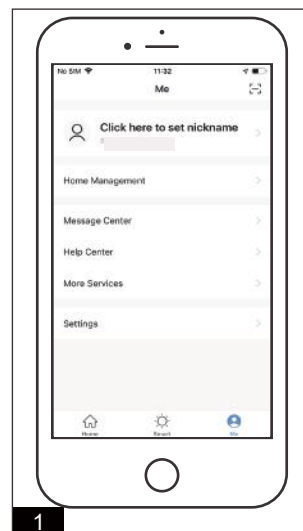 No SIM 11:32
Me
Click here to set nickname
Home Management
Message Center
Help Center
More Services
Settings
Home Smart Me
1